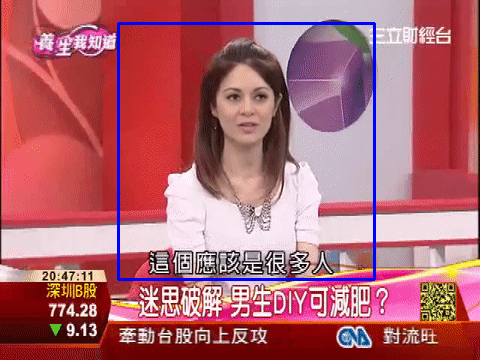 養生我知道
三立財經台
這個應該是很多人
20:47:11
深圳B股
774.28
▼ 9.13
迷思破解 男生DIY可減肥？
牽動台股向上反攻
CNA 對流旺